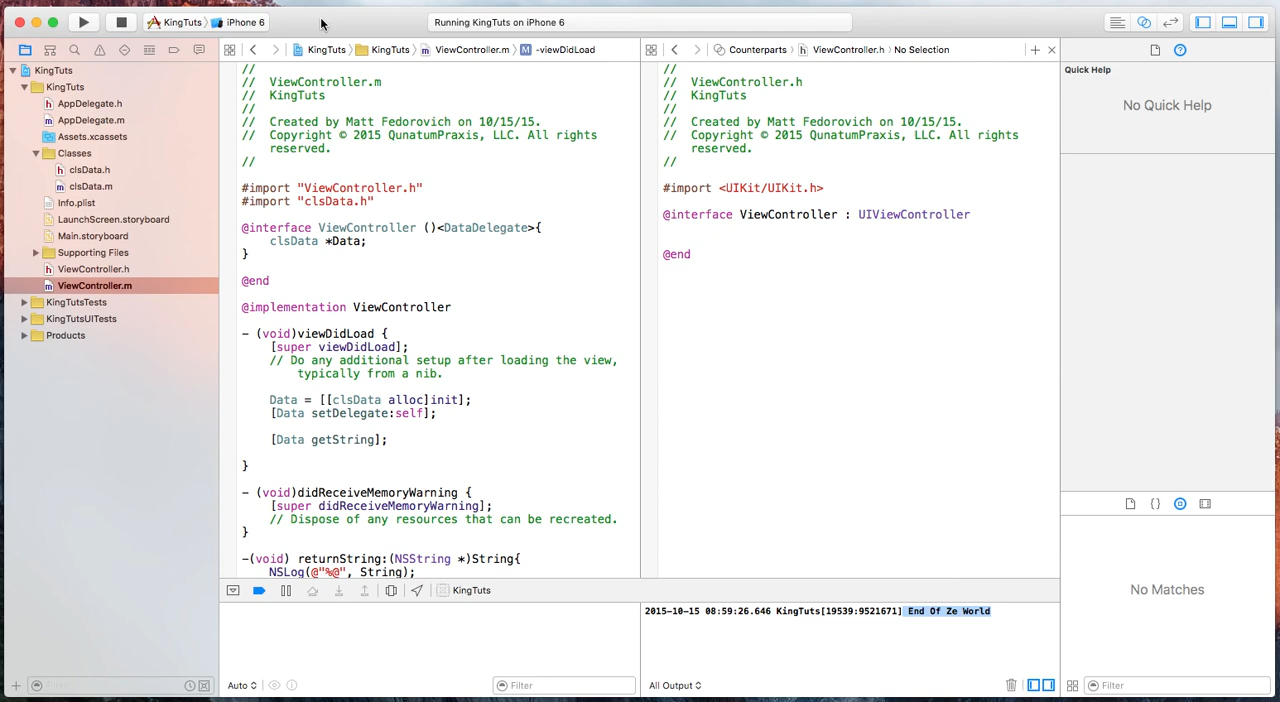 KingTuts
iPhone 6
Running KingTuts on iPhone 6
KingTuts
KingTuts
AppDelegate.h
AppDelegate.m
Assets.xcassets
Classes
clsData.h
clsData.m
Info.plist
LaunchScreen.storyboard
Main.storyboard
Supporting Files
ViewController.h
ViewController.m
KingTutsTests
KingTutsUITests
Products
KingTuts KingTuts ViewController.m M -viewDidLoad
//
// ViewController.m
// KingTuts
//
// Created by Matt Fedorovich on 10/15/15.
// Copyright © 2015 QunatumPraxis, LLC. All rights
reserved.
//
#import "ViewController.h"
#import "clsData.h"
@interface ViewController ()<DataDelegate>{
clsData *Data;
}
@end
@implementation ViewController
- (void)viewDidLoad {
[super viewDidLoad];
// Do any additional setup after loading the view,
typically from a nib.
Data = [[clsData alloc]init];
[Data setDelegate:self];
[Data getString];
}
- (void)didReceiveMemoryWarning {
[super didReceiveMemoryWarning];
// Dispose of any resources that can be recreated.
}
-(void) returnString:(NSString *)String{
NSLog(@"%@", String);
Counterparts ViewController.h No Selection
//
// ViewController.h
// KingTuts
//
// Created by Matt Fedorovich on 10/15/15.
// Copyright © 2015 QunatumPraxis, LLC. All rights
reserved.
//
#import <UIKit/UIKit.h>
@interface ViewController : UIViewController
@end
Quick Help
No Quick Help
No Matches
KingTuts
2015-10-15 08:59:26.646 KingTuts[19539:9521671] End Of Ze World
Auto
Filter
All Output
Filter